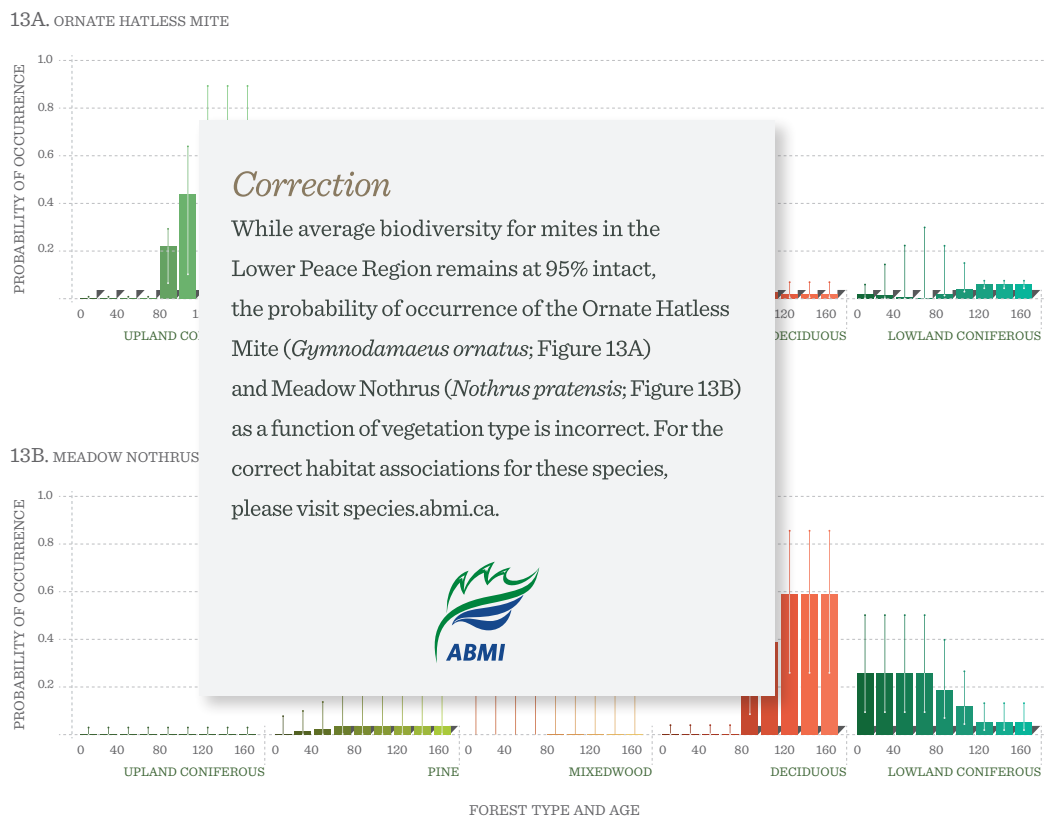 13A. ORNATE HATLESS MITE
PROBABILITY OF OCCURRENCE
1.0
0.8
0.6
0.4
0.2
0 40 80
120 160 0 40 80 120 160
DECIDUOUS LOWLAND CONIFEROUS
Correction
While average biodiversity for mites in the
Lower Peace Region remains at 95% intact,
the probability of occurrence of the Ornate Hatless
Mite (Gymnodamaeus ornatus; Figure 13A)
and Meadow Nothrus (Nothrus pratensis; Figure 13B)
as a function of vegetation type is incorrect. For the
correct habitat associations for these species,
please visit species.abmi.ca.
ABMI
13B. MEADOW NOTHRUS
PROBABILITY OF OCCURRENCE
1.0
0.8
0.6
0.4
0.2
0 40 80 120 160 0 40 80 120 160 0 40 80 120 160 0 40 80 120 160 0 40 80 120 160
UPLAND CONIFEROUS PINE MIXEDWOOD DECIDUOUS LOWLAND CONIFEROUS
FOREST TYPE AND AGE